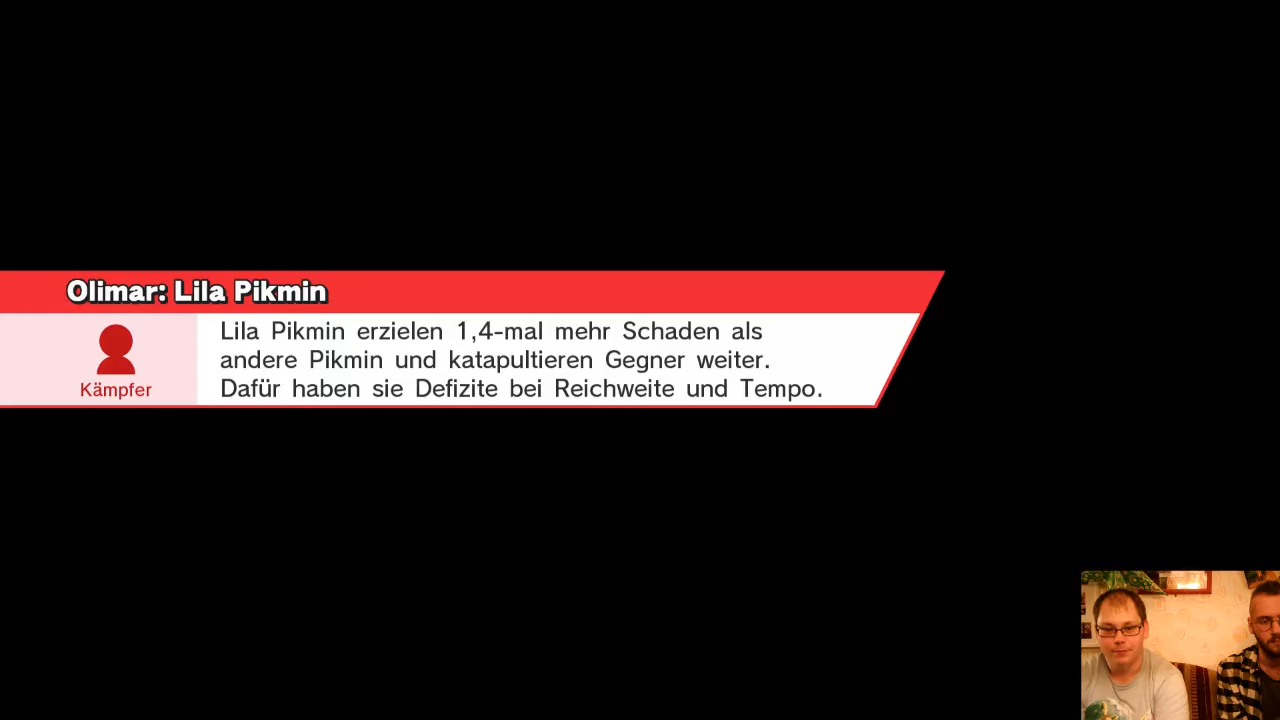 Olimar: Lila Pikmin
Kämpfer
Lila Pikmin erzielen 1,4-mal mehr Schaden als
andere Pikmin und katapultieren Gegner weiter.
Dafür haben sie Defizite bei Reichweite und Tempo.